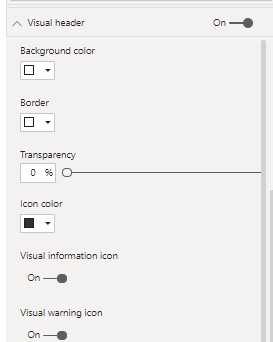 Visual header On
Background color
Border
Transparency
0 %
Icon color
Visual information icon
On
Visual warning icon
On